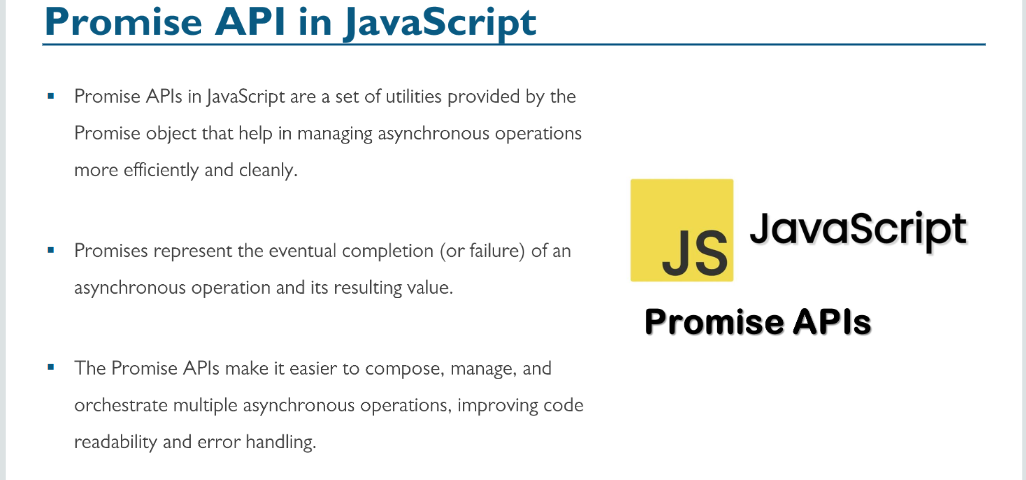 Promise API in JavaScript
▪ Promise APIs in JavaScript are a set of utilities provided by the
Promise object that help in managing asynchronous operations
more efficiently and cleanly.
▪ Promises represent the eventual completion (or failure) of an
asynchronous operation and its resulting value.
▪ The Promise APIs make it easier to compose, manage, and
orchestrate multiple asynchronous operations, improving code
readability and error handling.
JS JavaScript
Promise APIs